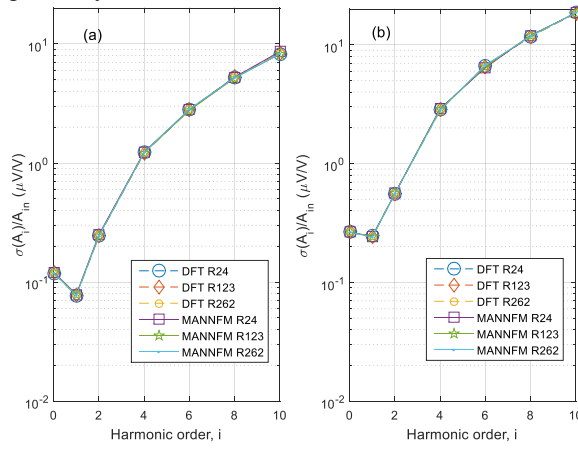 (a)
10^1
10^0
10^-1
10^-2
σ(A_i)/A_in (μV/V)
0 2 4 6 8 10
Harmonic order, i
DFT R24
DFT R123
DFT R262
MANNFM R24
MANNFM R123
MANNFM R262
(b)
10^1
10^0
10^-1
10^-2
σ(A_i)/A_in (μV/V)
0 2 4 6 8 10
Harmonic order, i
DFT R24
DFT R123
DFT R262
MANNFM R24
MANNFM R123
MANNFM R262